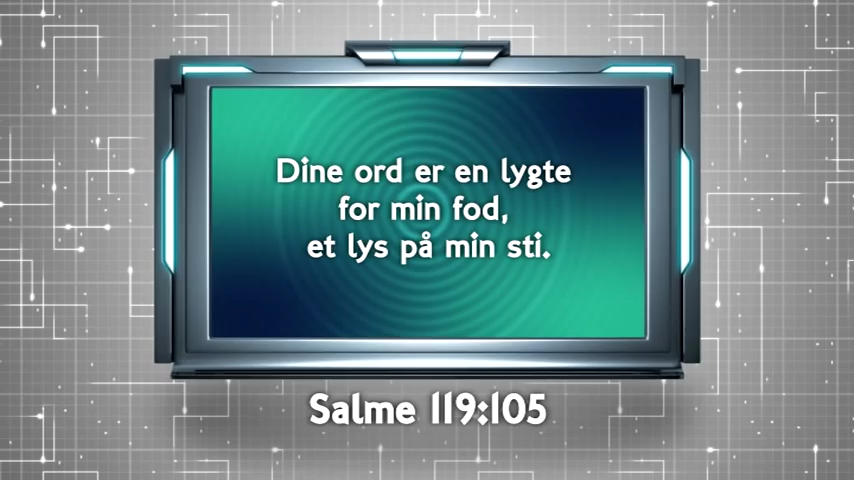 Dine ord er en lygte
for min fod,
et lys på min sti.
Salme 119:105